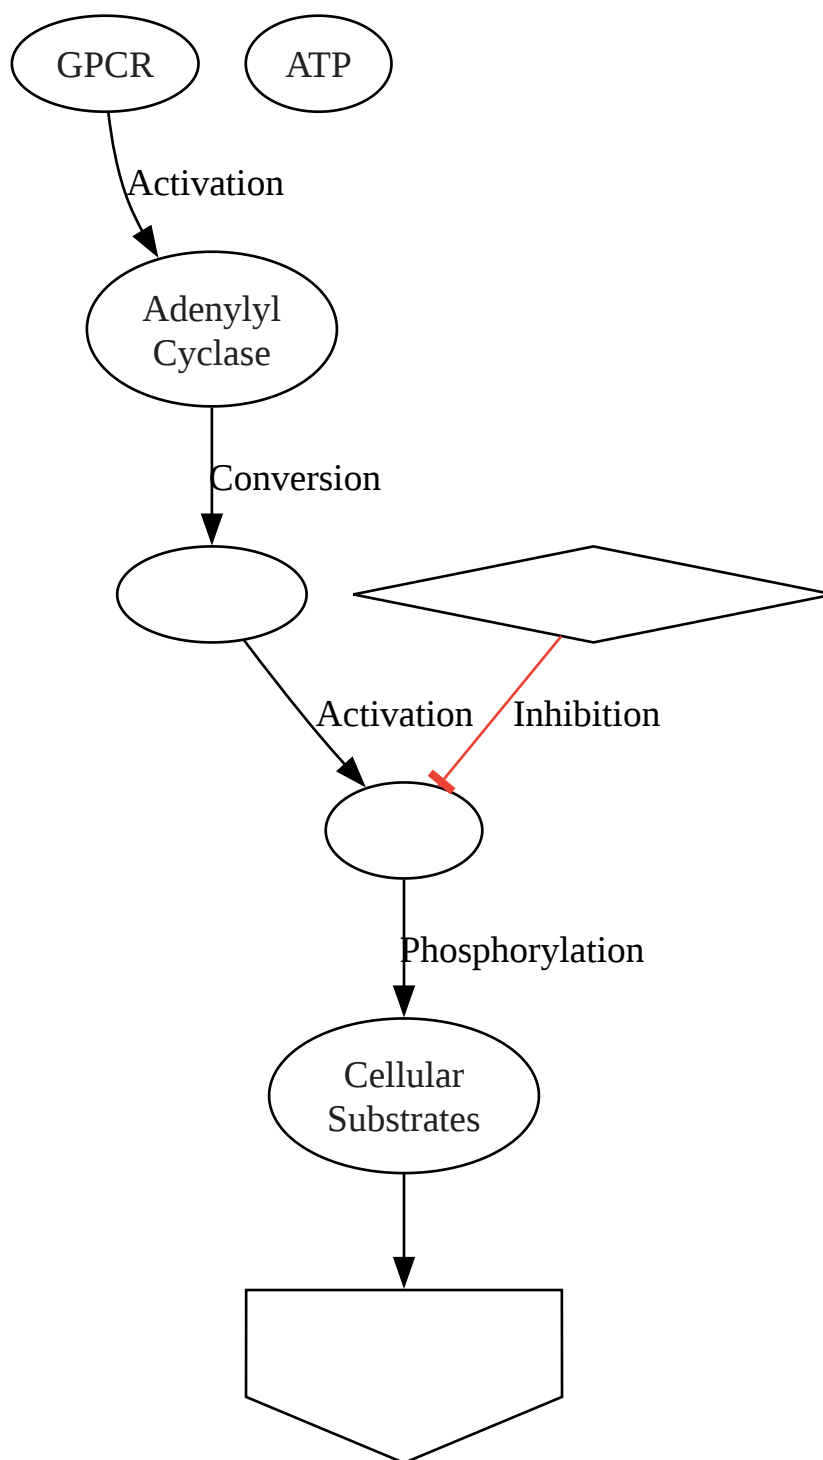 GPCR
ATP
Activation
Adenylyl
Cyclase
Conversion
Activation
Inhibition
Phosphorylation
Cellular
Substrates